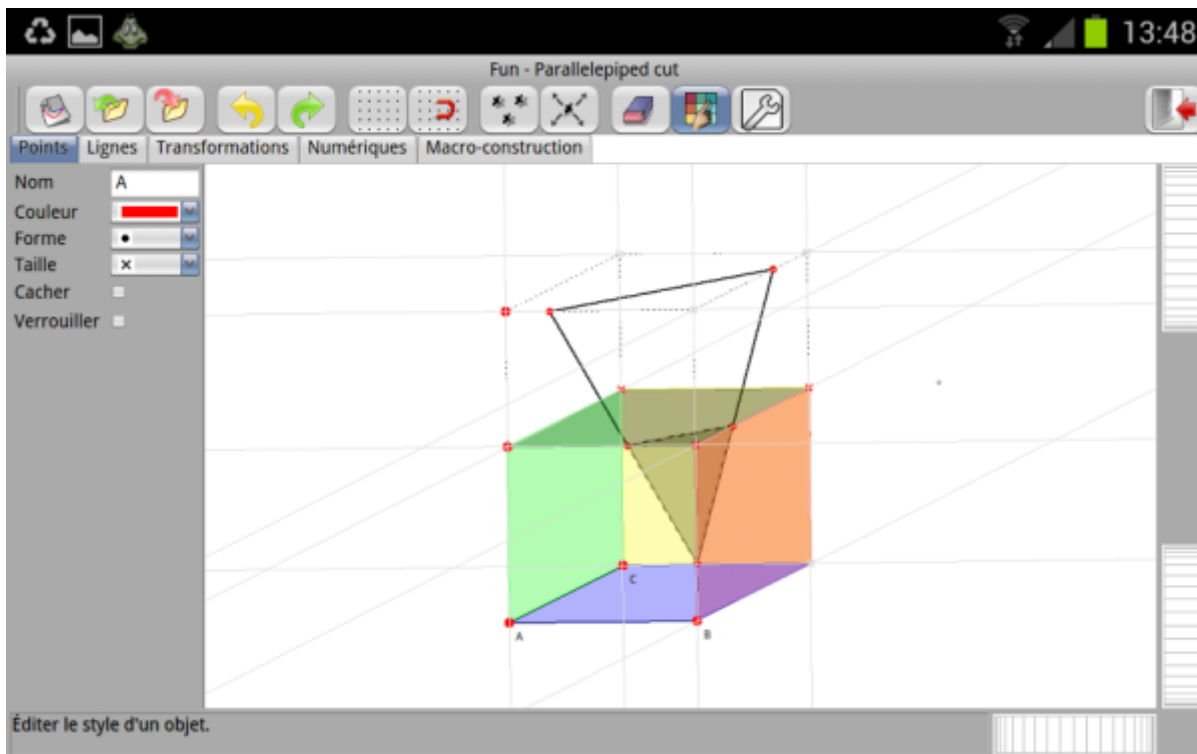 13:48
Fun - Parallelepiped cut
Points Lignes Transformations Numériques Macro-construction
Nom A
Couleur
Forme
Taille
Cacher
Verrouiller
C
A B
Éditer le style d'un objet.